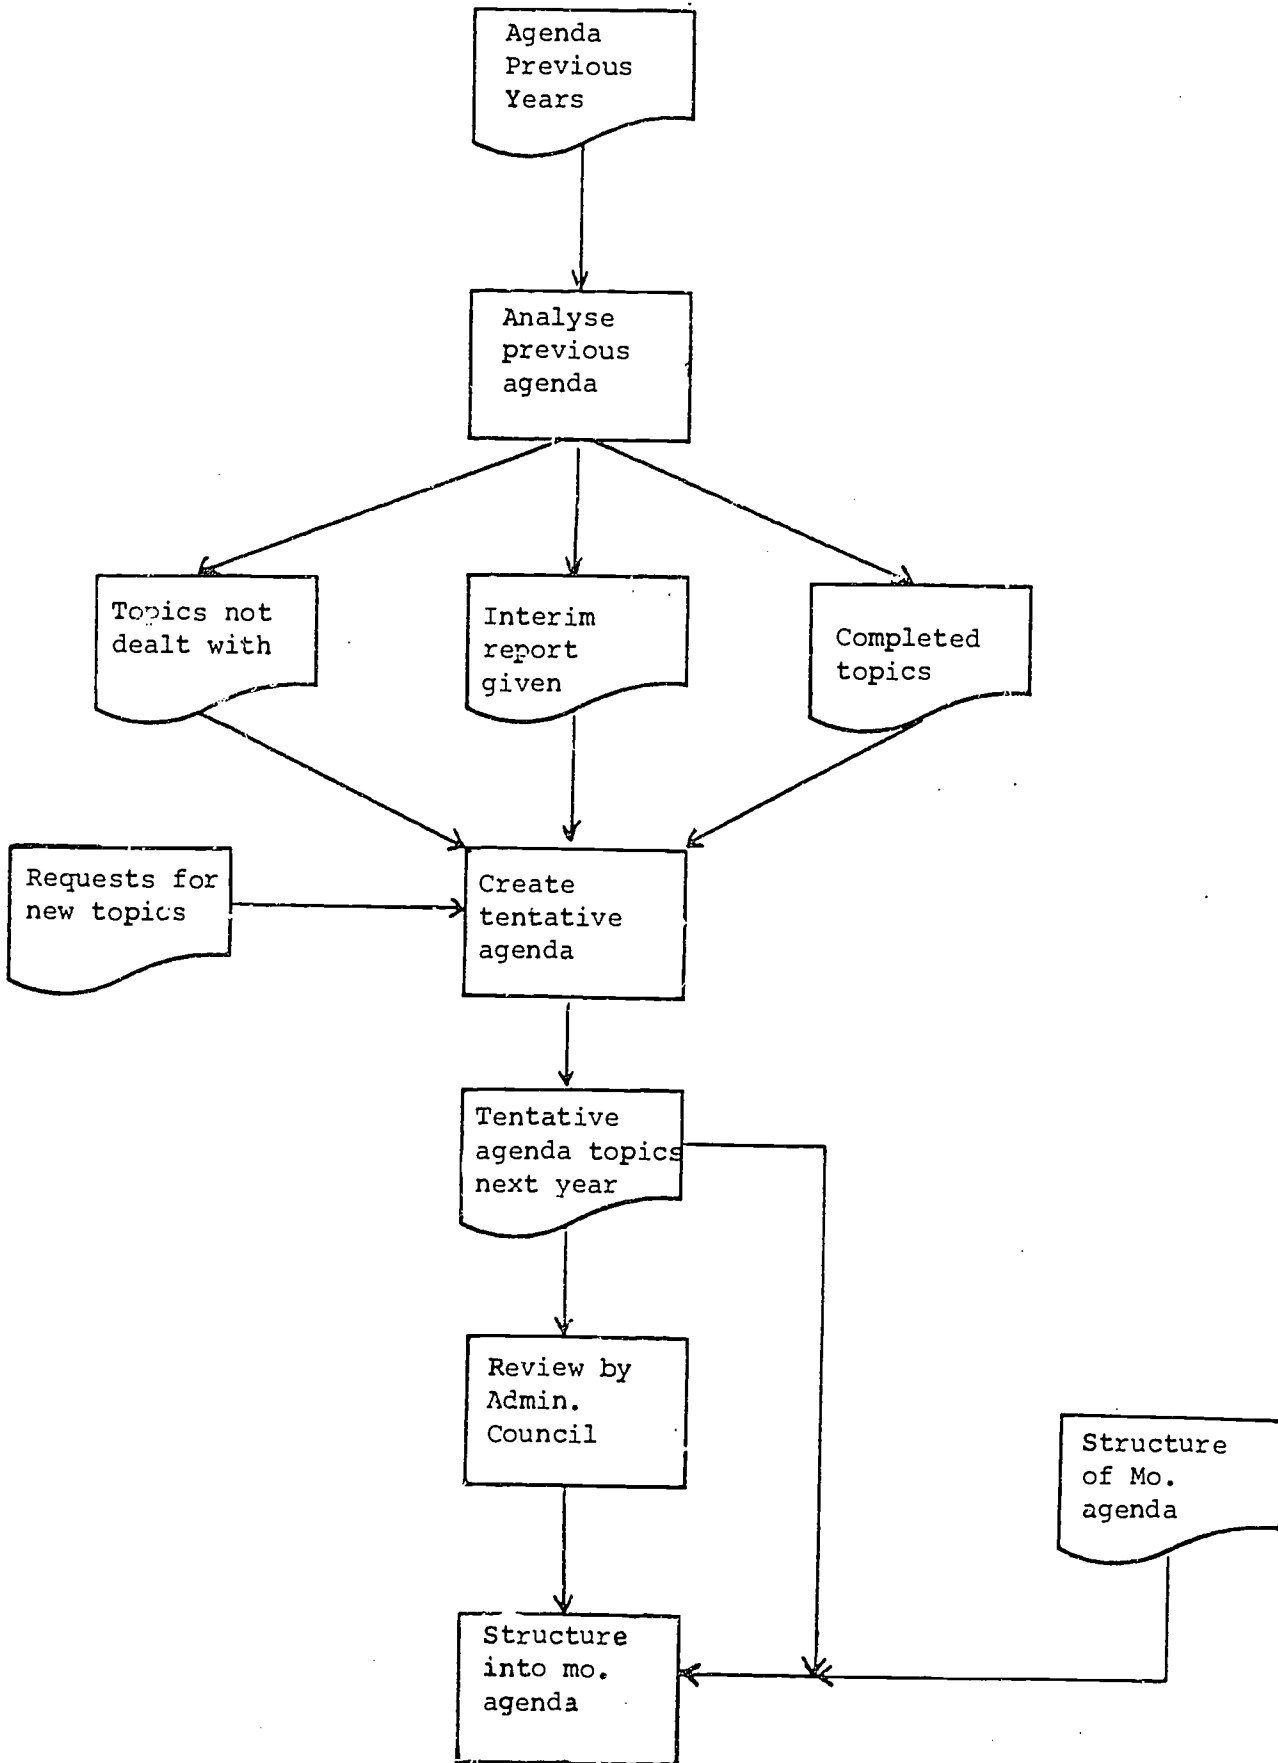 Agenda
Previous
Years
Analyse
previous
agenda
Topics not
dealt with
Interim
report
given
Completed
topics
Requests for
new topics
Create
tentative
agenda
Tentative
agenda topics
next year
Review by
Admin.
Council
Structure
of Mo.
agenda
Structure
into mo.
agenda